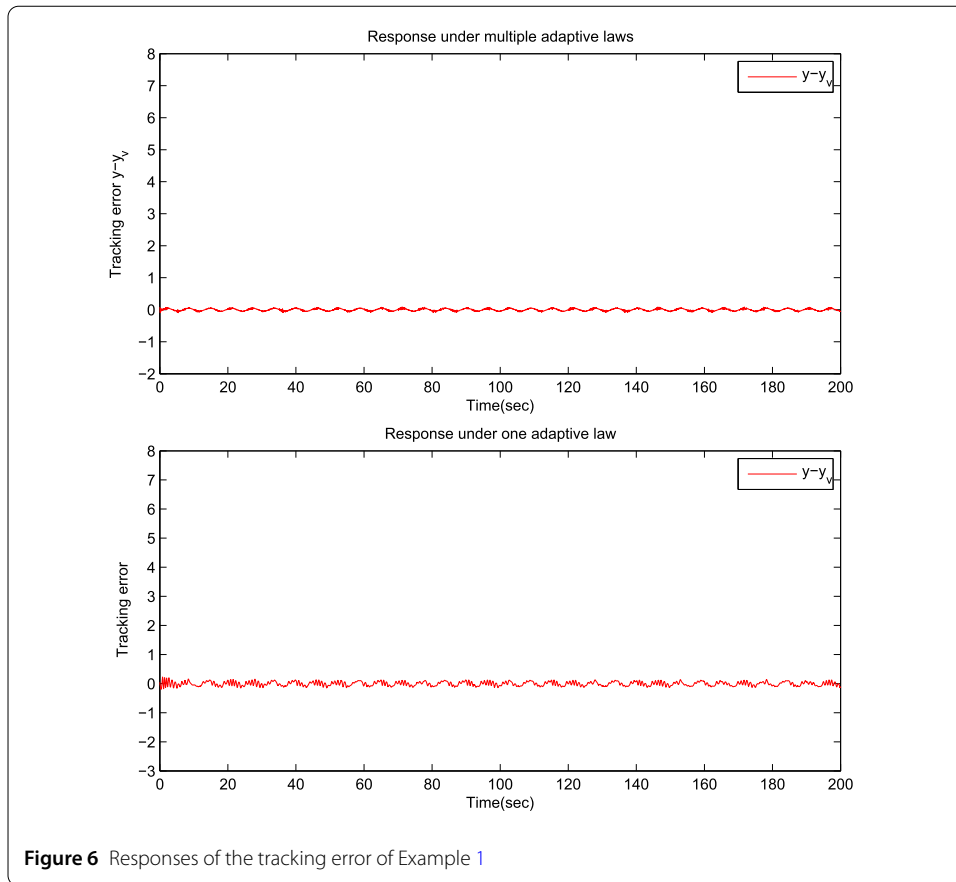 Response under multiple adaptive laws
8
7
6
5
4
3
2
1
0
−1
−2
Tracking error y−y_v
y−y_v
0 20 40 60 80 100 120 140 160 180 200
Time(sec)
Response under one adaptive law
8
7
6
5
4
3
2
1
0
−1
−2
−3
Tracking error
y−y_v
0 20 40 60 80 100 120 140 160 180 200
Time(sec)
Figure 6 Responses of the tracking error of Example 1